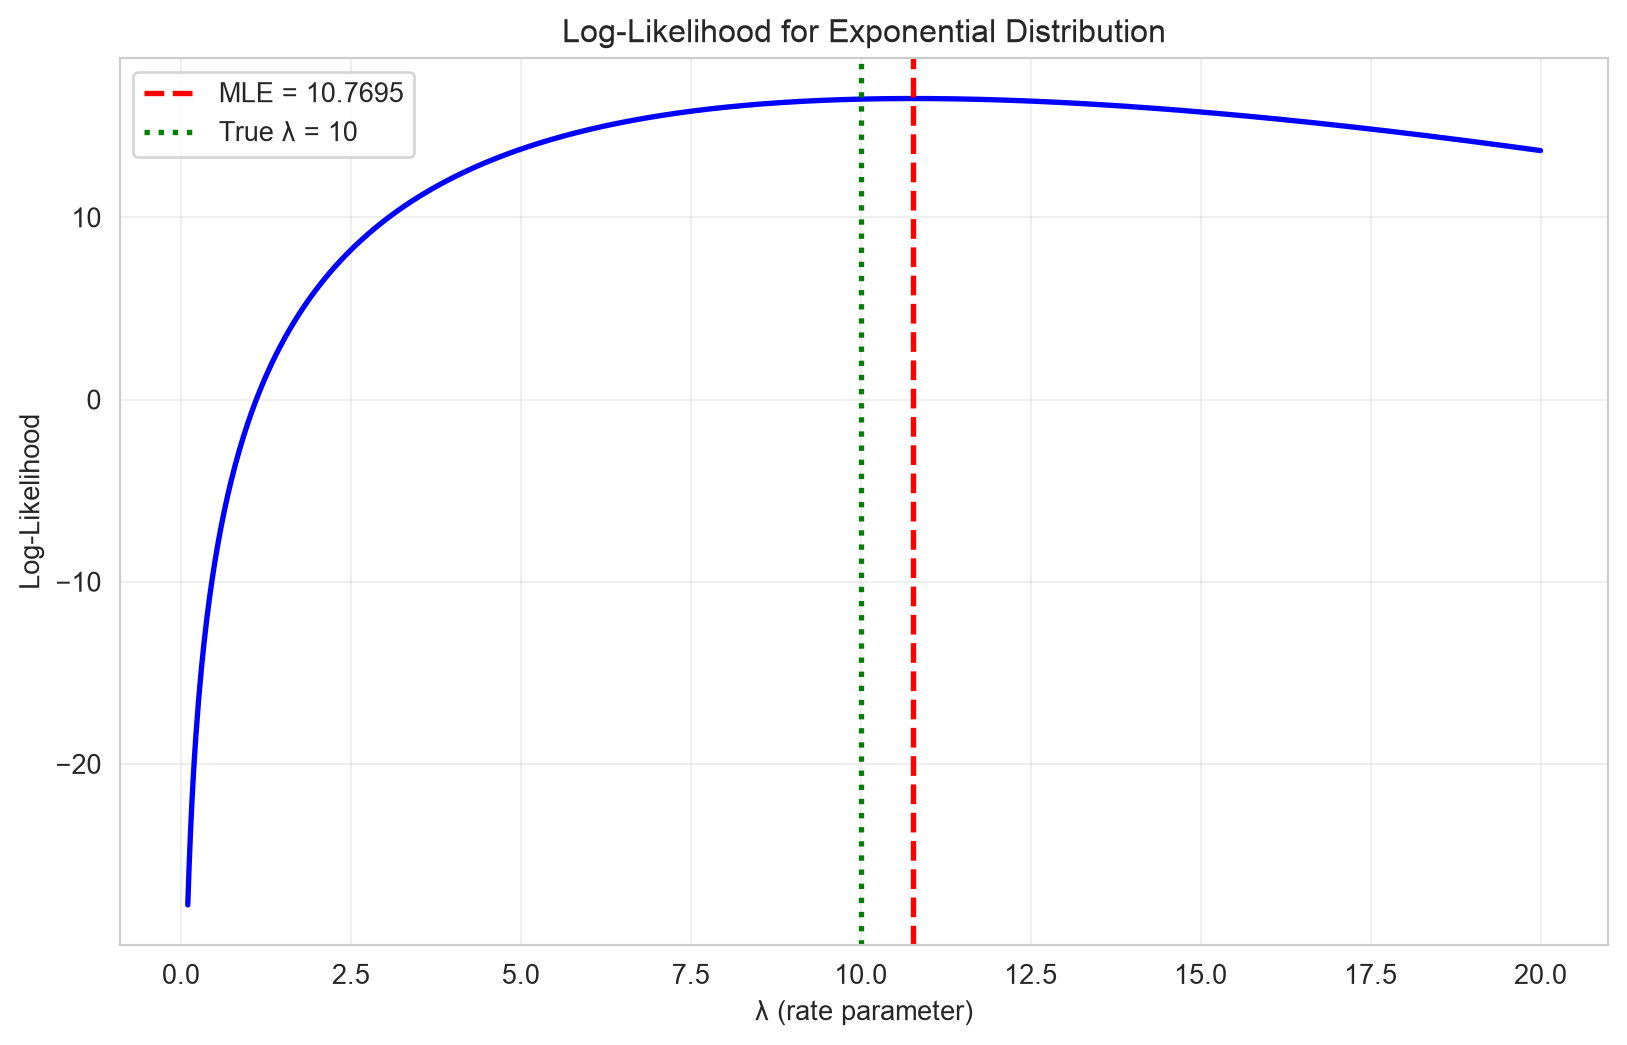 Log-Likelihood for Exponential Distribution
MLE = 10.7695
True λ = 10
10
0
−10
−20
Log-Likelihood
0.0 2.5 5.0 7.5 10.0 12.5 15.0 17.5 20.0
λ (rate parameter)